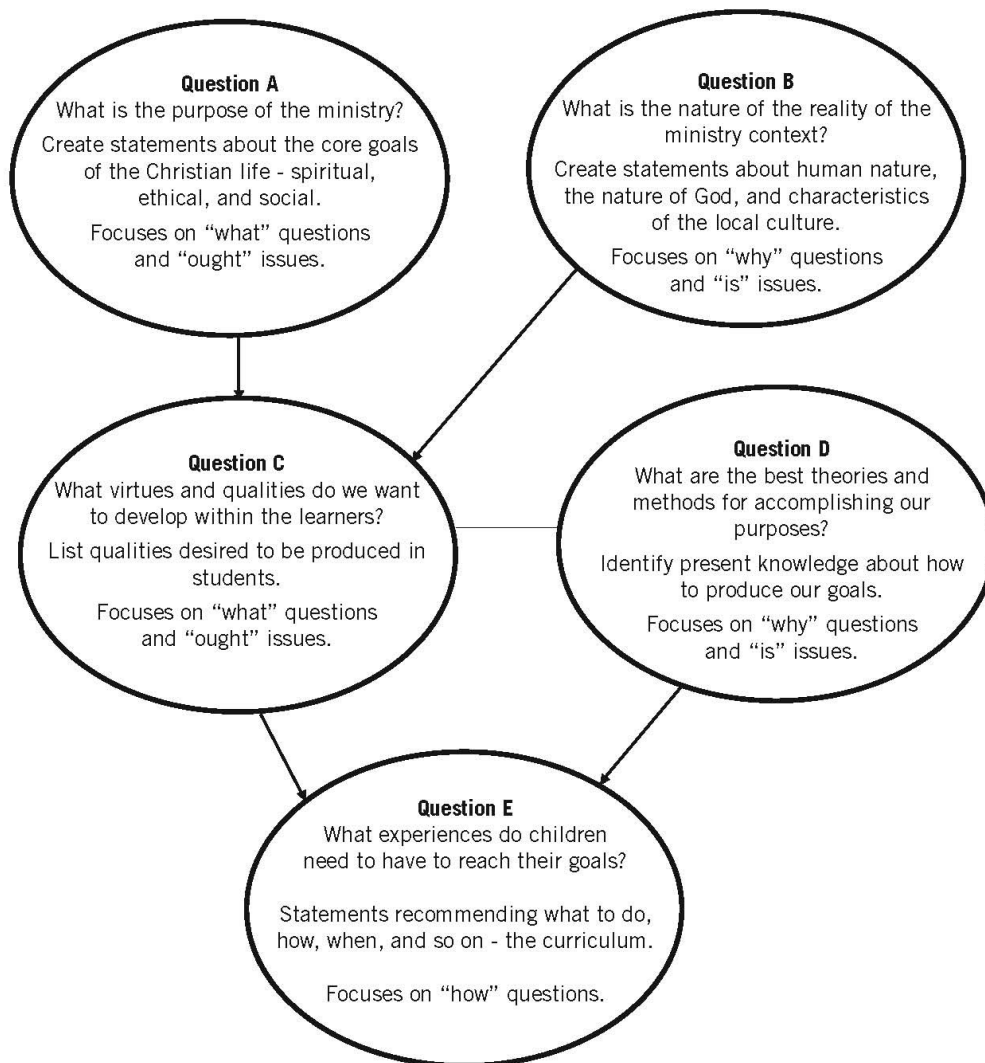 Question A
What is the purpose of the ministry?
Create statements about the core goals
of the Christian life - spiritual,
ethical, and social.
Focuses on “what” questions
and “ought” issues.
Question B
What is the nature of the reality of the
ministry context?
Create statements about human nature,
the nature of God, and characteristics
of the local culture.
Focuses on “why” questions
and “is” issues.
Question C
What virtues and qualities do we want
to develop within the learners?
List qualities desired to be produced in
students.
Focuses on “what” questions
and “ought” issues.
Question D
What are the best theories and
methods for accomplishing our
purposes?
Identify present knowledge about how
to produce our goals.
Focuses on “why” questions
and “is” issues.
Question E
What experiences do children
need to have to reach their goals?
Statements recommending what to do,
how, when, and so on - the curriculum.
Focuses on “how” questions.